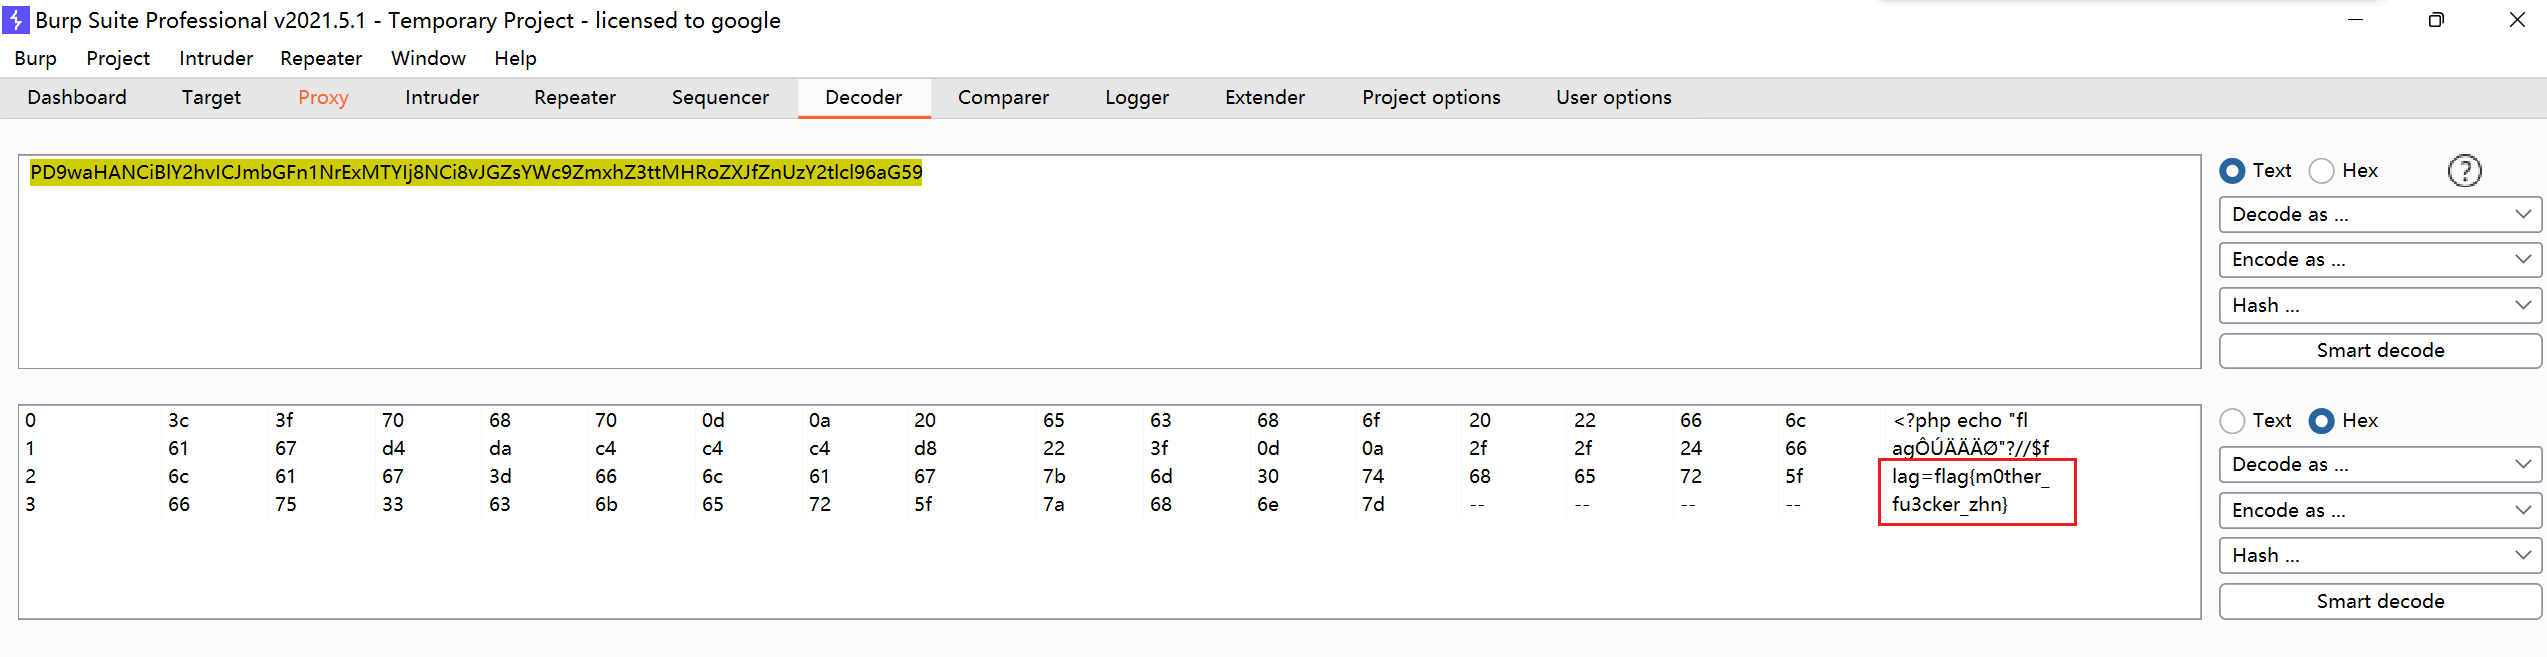 Burp Suite Professional v2021.5.1 - Temporary Project - licensed to google
Burp Project Intruder Repeater Window Help
Dashboard Target Proxy Intruder Repeater Sequencer Decoder Comparer Logger Extender Project options User options
PD9waHANCiBlY2hvICJmbGFn1NrExMTYIj8NCi8vJGZsYWc9ZmxhZ3ttMHRoZXJfZnUzY2tlcl96aG59
Text Hex ?
Decode as ...
Encode as ...
Hash ...
Smart decode
0 3c 3f 70 68 70 0d 0a 20 65 63 68 6f 20 22 66 6c <?php echo "fl
1 61 67 d4 da c4 c4 c4 d8 22 3f 0d 0a 2f 2f 24 66 agÔÚÄÄÄØ"?//$f
2 6c 61 67 3d 66 6c 61 67 7b 6d 30 74 68 65 72 5f lag=flag{m0ther_
3 66 75 33 63 6b 65 72 5f 7a 68 6e 7d -- -- -- -- fu3cker_zhn}
Text Hex
Decode as ...
Encode as ...
Hash ...
Smart decode